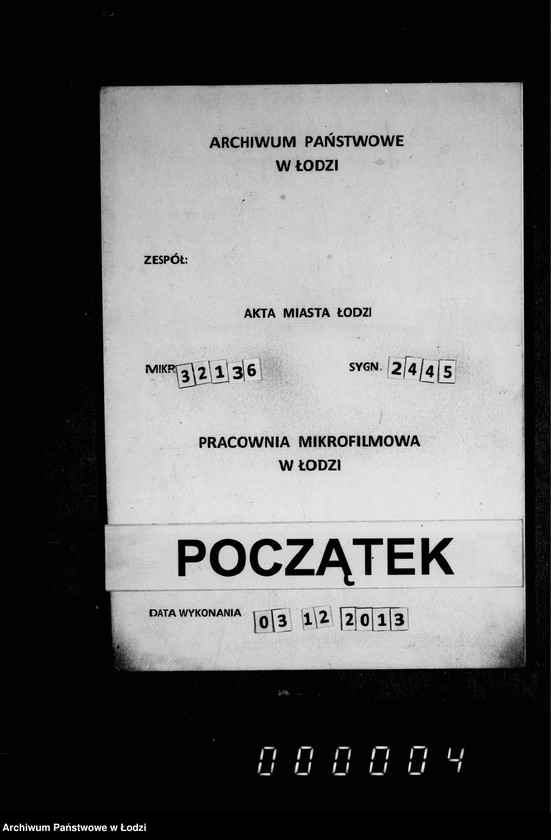 ARCHIWUM PAŃSTWOWE
W ŁODZI
ZESPÓŁ:
AKTA MIASTA ŁODZI
MIKR 32136 SYGN. 2445
PRACOWNIA MIKROFILMOWA
W ŁODZI
POCZĄTEK
DATA WYKONANIA 03 12 2013
000004
Archiwum Państwowe w Łodzi